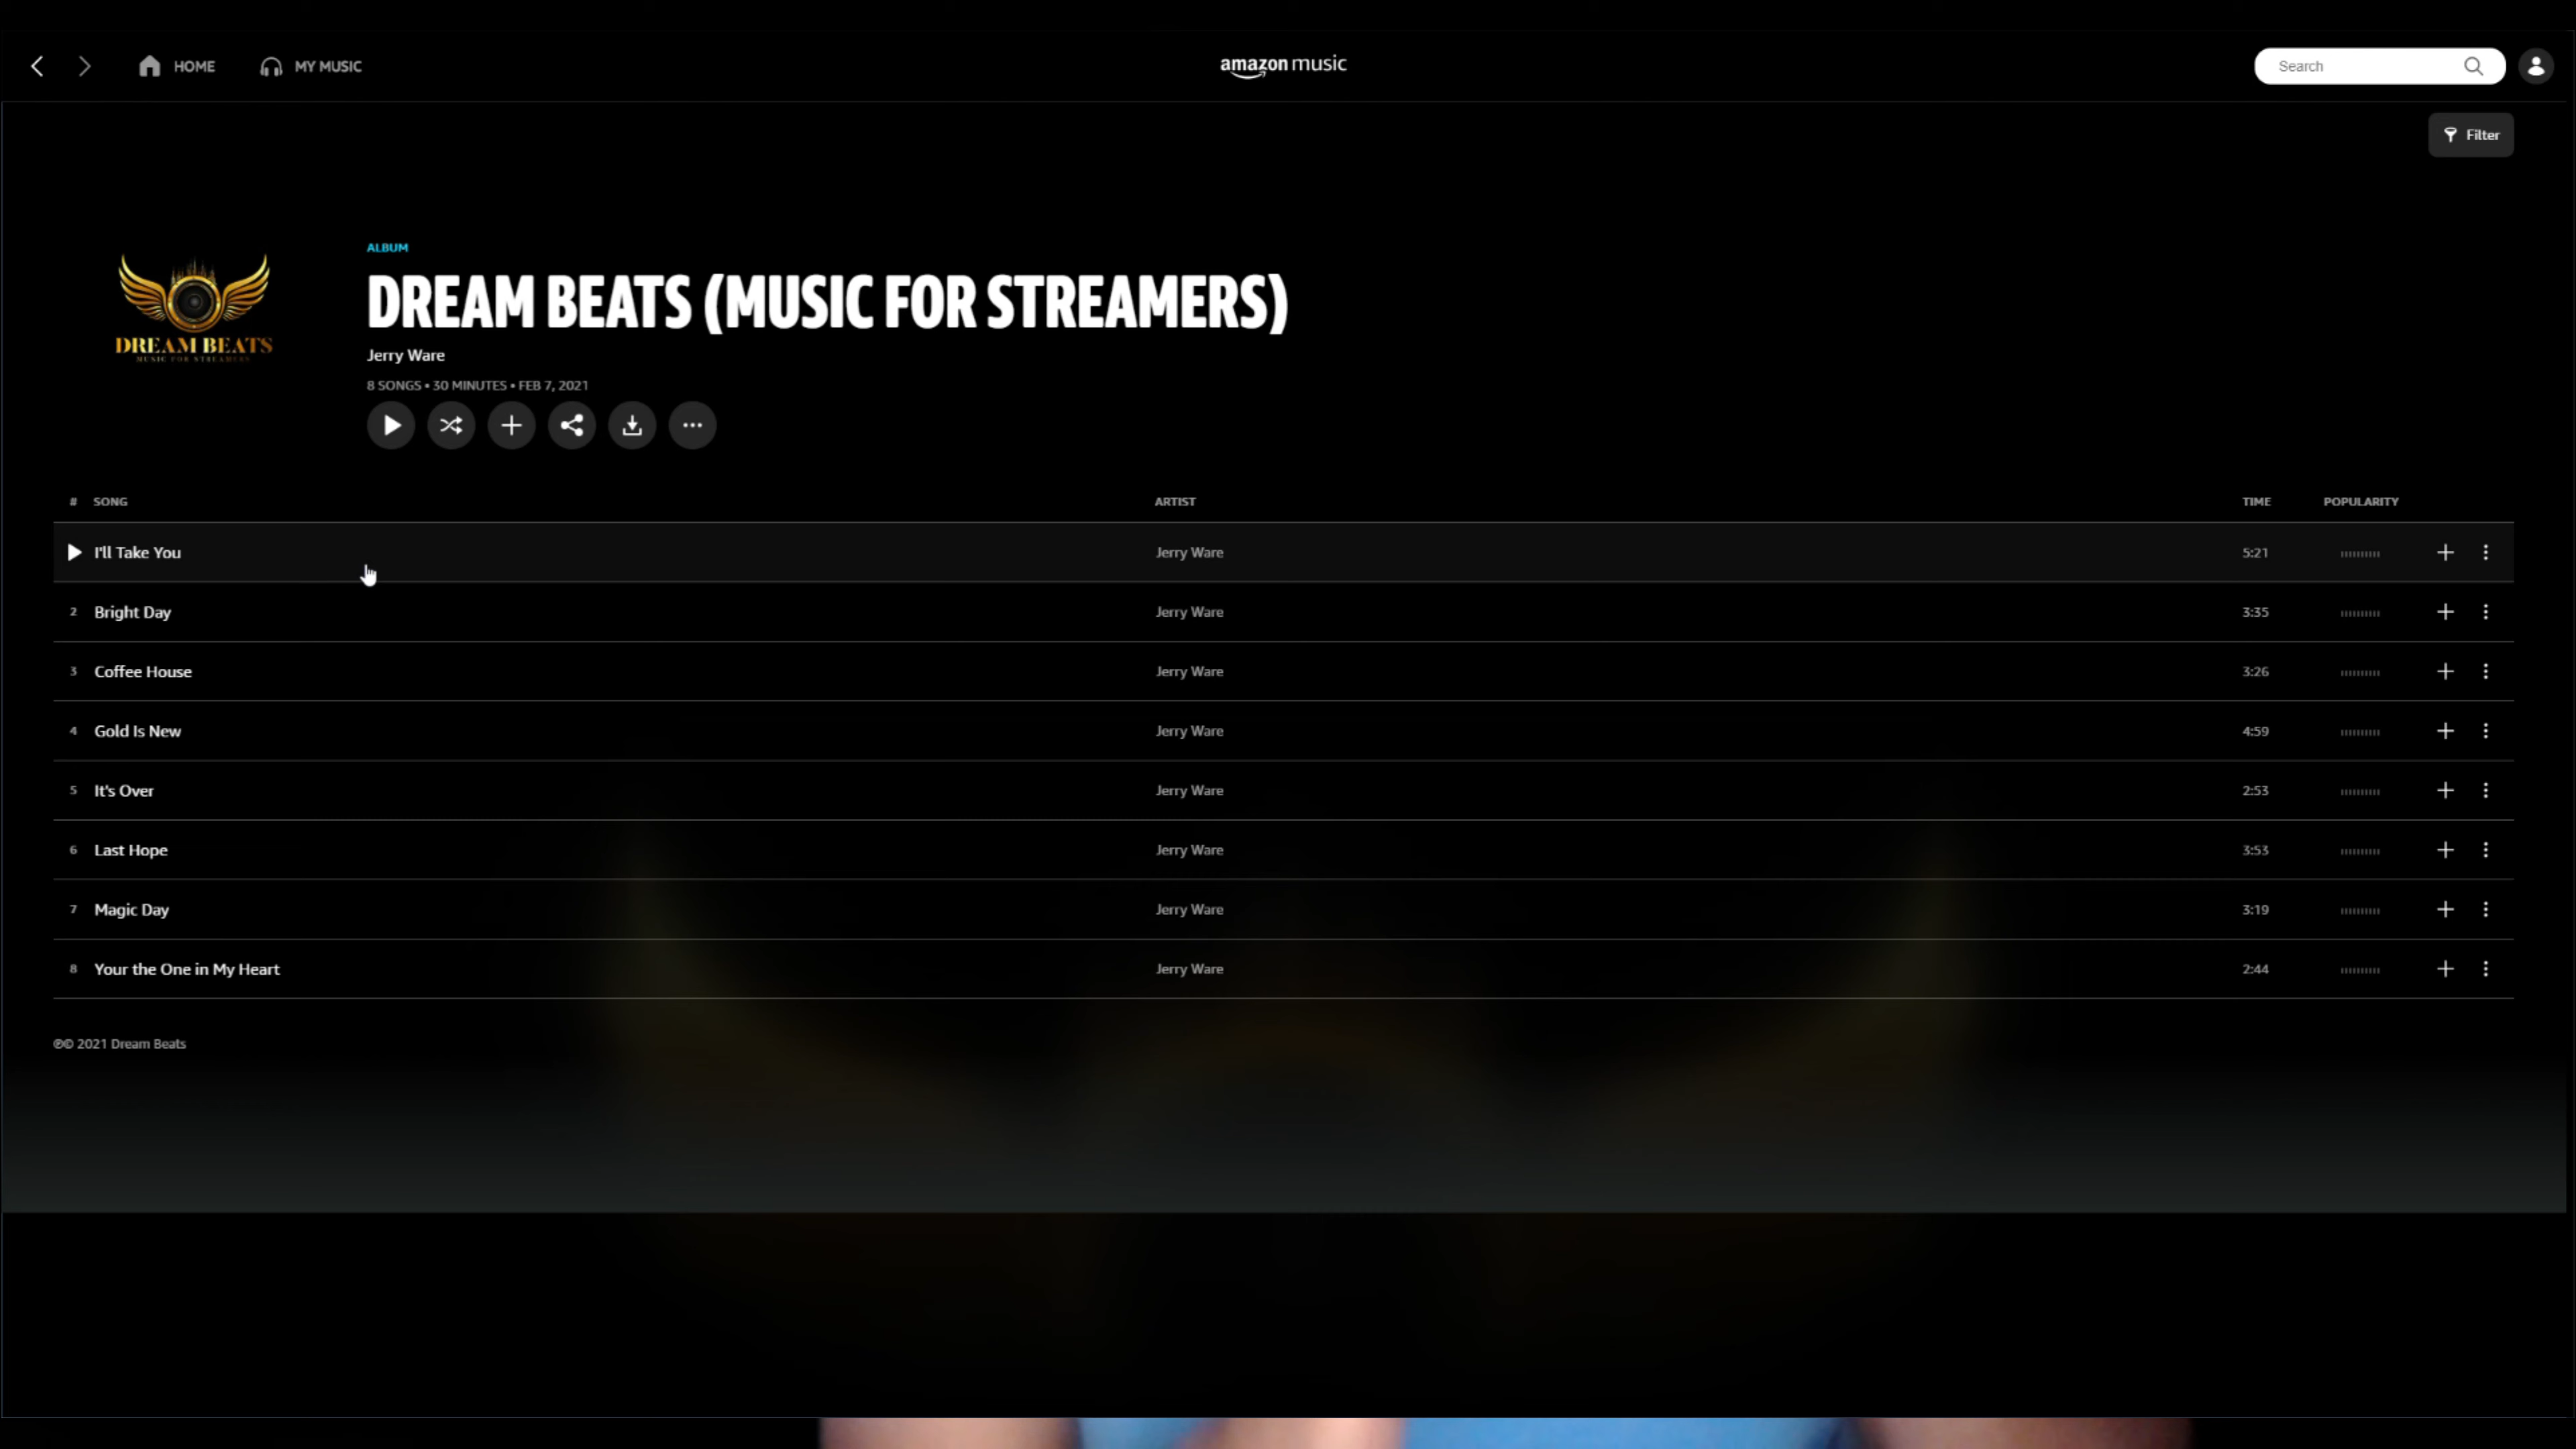 HOME MY MUSIC amazon music Search
Filter
ALBUM
DREAM BEATS (MUSIC FOR STREAMERS)
DREAM BEATS
MUSIC FOR STREAMERS
Jerry Ware
8 SONGS • 30 MINUTES • FEB 7, 2021
# SONG ARTIST TIME POPULARITY
I'll Take You Jerry Ware 5:21
2 Bright Day Jerry Ware 3:35
3 Coffee House Jerry Ware 3:26
4 Gold Is New Jerry Ware 4:59
5 It's Over Jerry Ware 2:53
6 Last Hope Jerry Ware 3:53
7 Magic Day Jerry Ware 3:19
8 Your the One in My Heart Jerry Ware 2:44
℗© 2021 Dream Beats